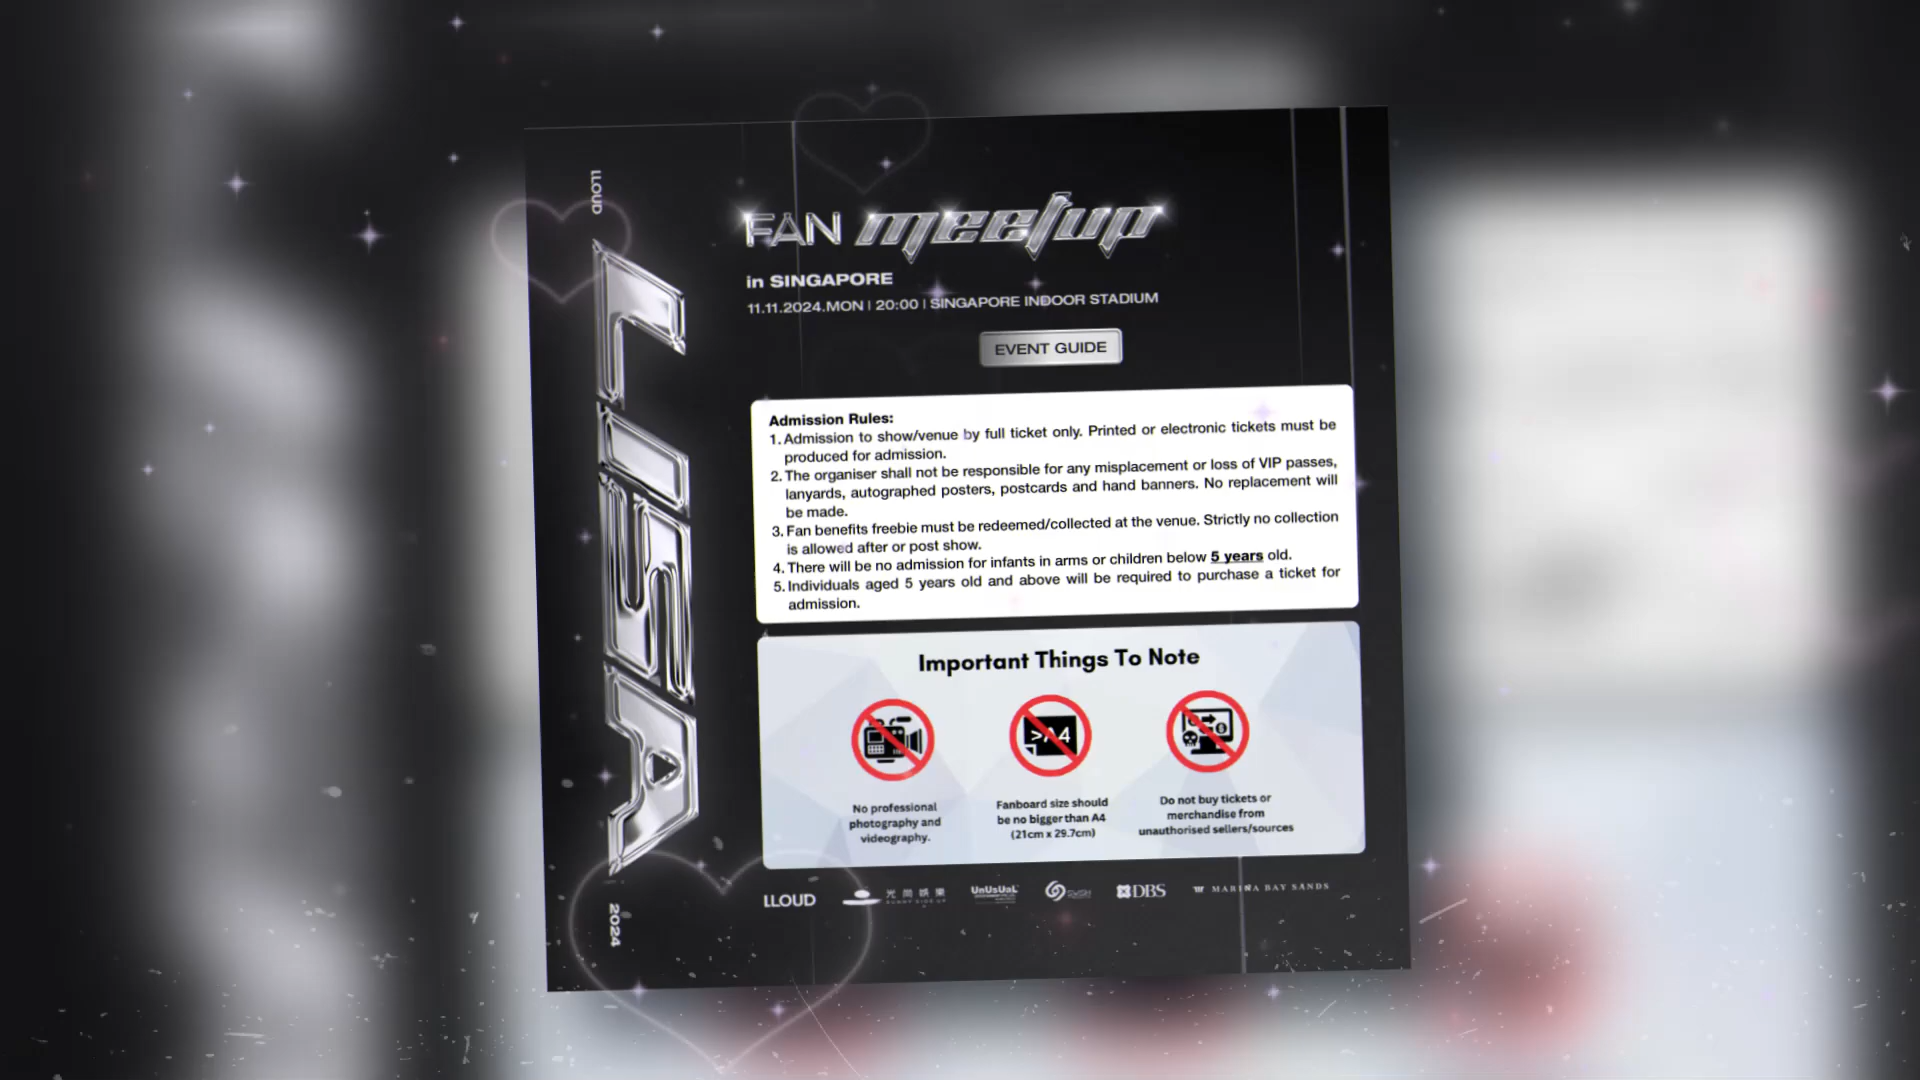 LLOUD
LISA
2024
FAN meetup
in SINGAPORE
11.11.2024.MON | 20:00 | SINGAPORE INDOOR STADIUM
EVENT GUIDE
Admission Rules:
1. Admission to show/venue by full ticket only. Printed or electronic tickets must be
produced for admission.
2. The organiser shall not be responsible for any misplacement or loss of VIP passes,
lanyards, autographed posters, postcards and hand banners. No replacement will
be made.
3. Fan benefits freebie must be redeemed/collected at the venue. Strictly no collection
is allowed after or post show.
4. There will be no admission for infants in arms or children below 5 years old.
5. Individuals aged 5 years old and above will be required to purchase a ticket for
admission.
Important Things To Note
>A4
No professional
photography and
videography.
Fanboard size should
be no bigger than A4
(21cm x 29.7cm)
Do not buy tickets or
merchandise from
unauthorised sellers/sources
LLOUD
UnUsUaL
DBS
MARINA BAY SANDS